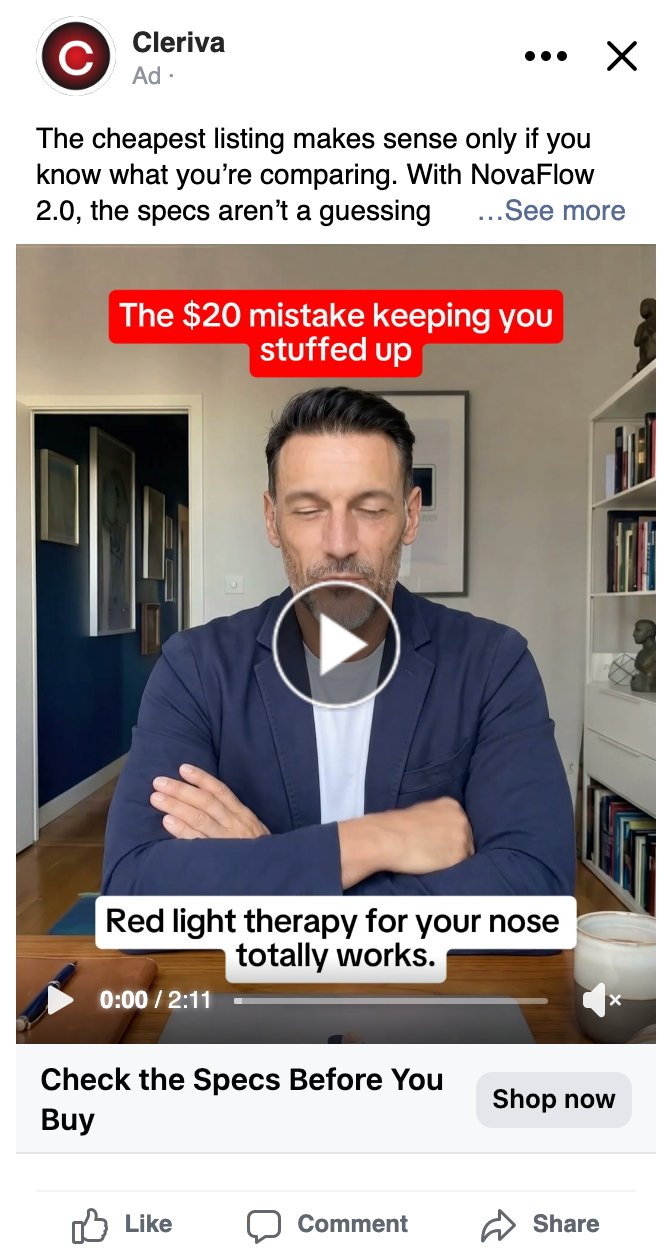 C
Cleriva
Ad ·
The cheapest listing makes sense only if you
know what you’re comparing. With NovaFlow
2.0, the specs aren’t a guessing ...See more
The $20 mistake keeping you
stuffed up
Red light therapy for your nose
totally works.
0:00 / 2:11
Check the Specs Before You
Buy
Shop now
Like Comment Share